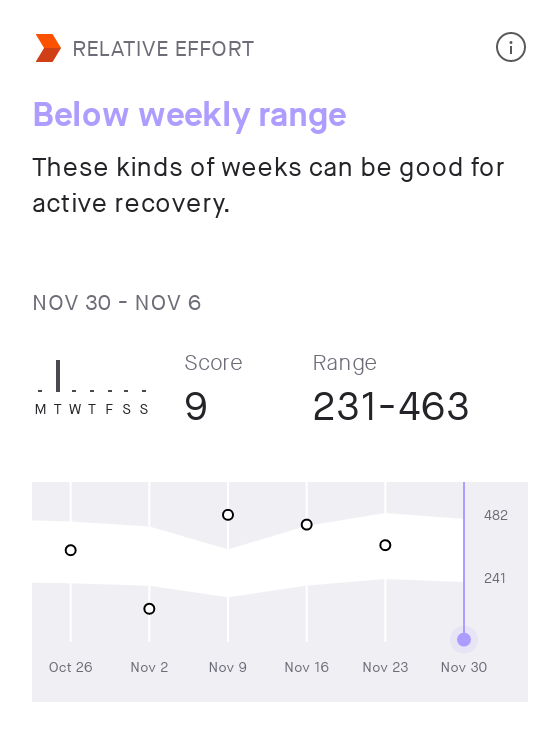 RELATIVE EFFORT
Below weekly range
These kinds of weeks can be good for
active recovery.
NOV 30 - NOV 6
Score
Range
M T W T F S S
9
231-463
482
241
Oct 26
Nov 2
Nov 9
Nov 16
Nov 23
Nov 30